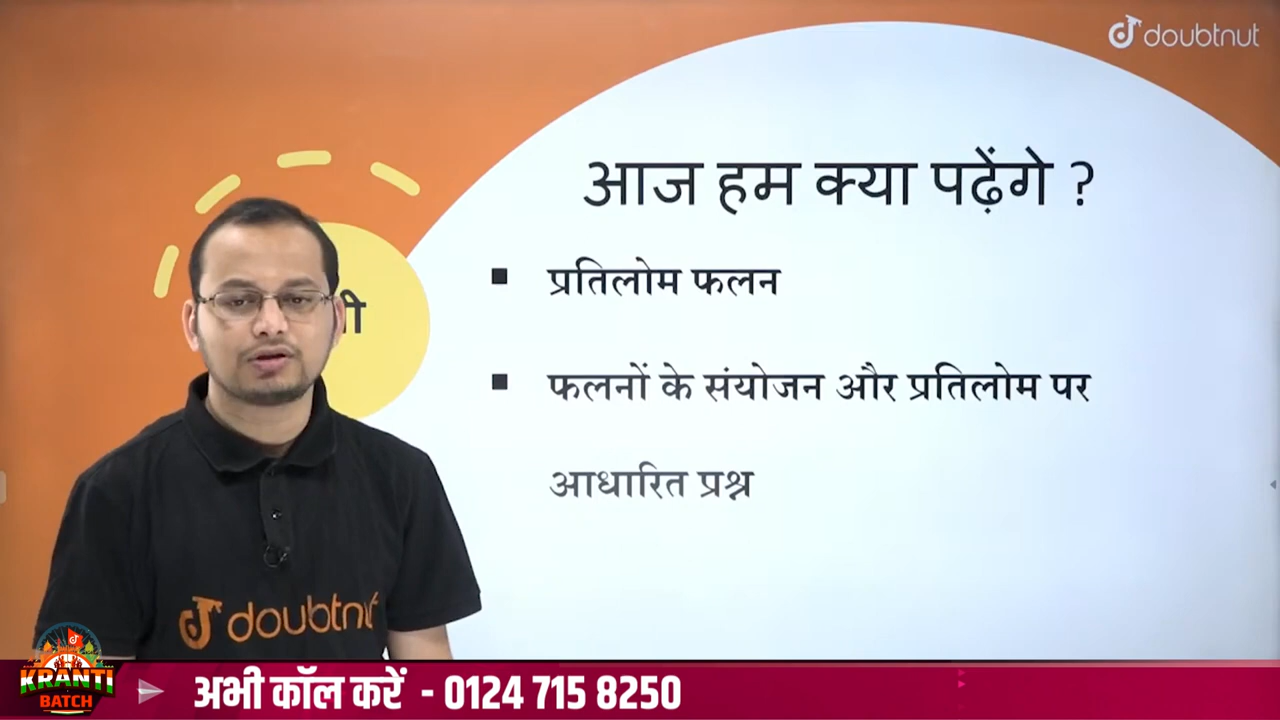 doubtnut
आज हम क्या पढ़ेंगे ?
▪ प्रतिलोम फलन
▪ फलनों के संयोजन और प्रतिलोम पर
आधारित प्रश्न
doubtnut
KRANTI
BATCH
अभी कॉल करें - 0124 715 8250